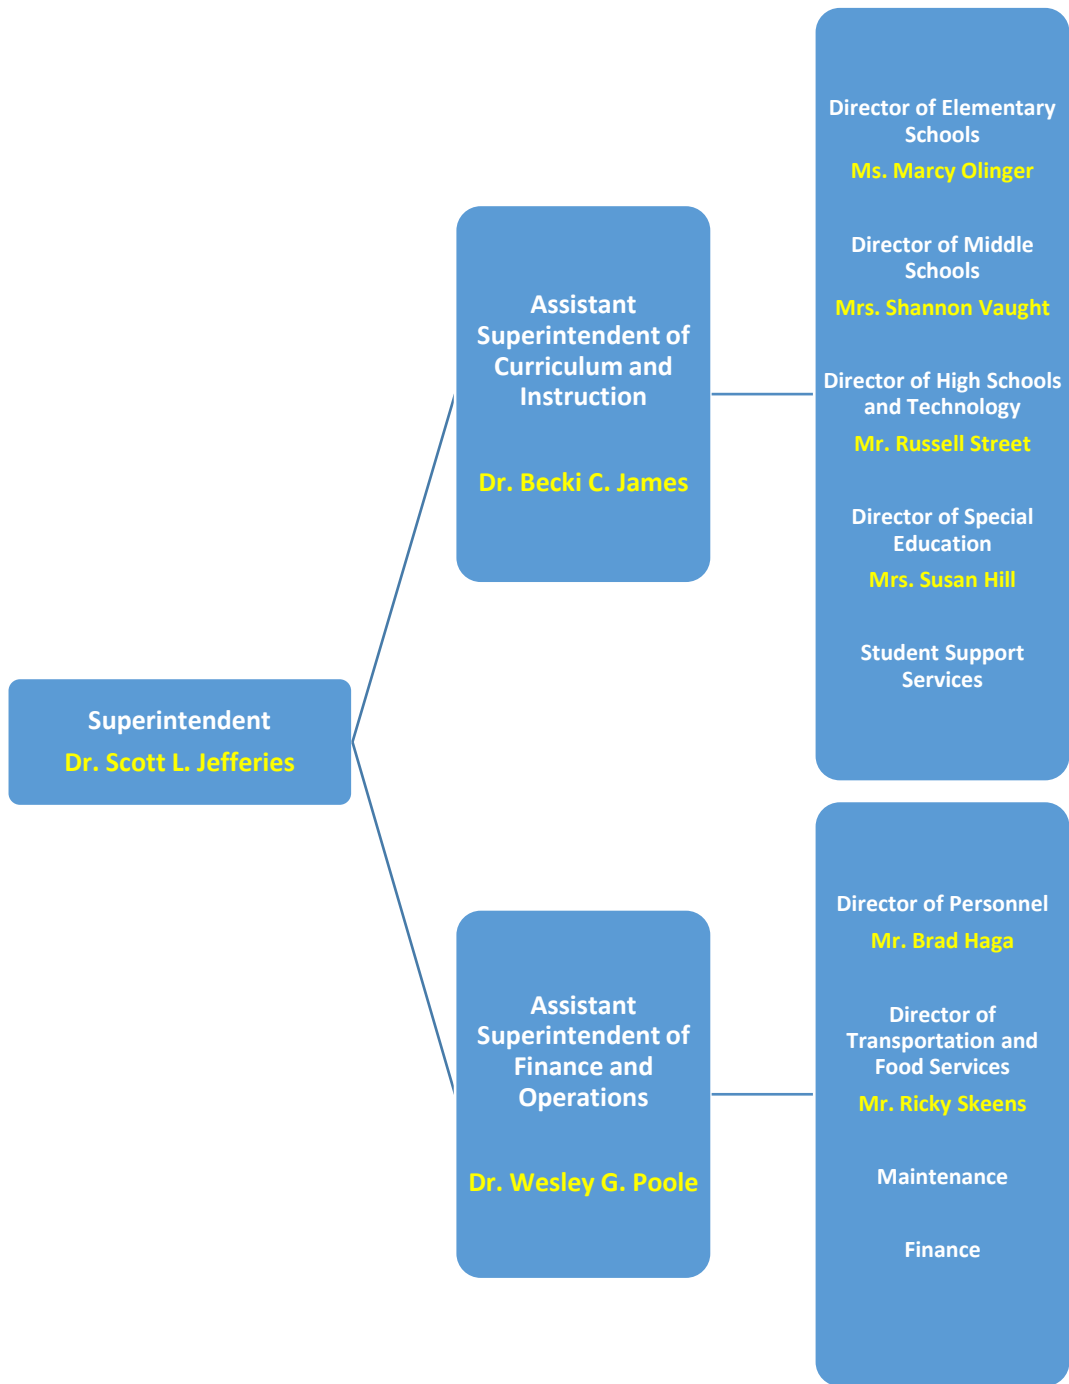 Superintendent
Dr. Scott L. Jefferies
Assistant
Superintendent of
Curriculum and
Instruction
Dr. Becki C. James
Director of Elementary
Schools
Ms. Marcy Olinger
Director of Middle
Schools
Mrs. Shannon Vaught
Director of High Schools
and Technology
Mr. Russell Street
Director of Special
Education
Mrs. Susan Hill
Student Support
Services
Assistant
Superintendent of
Finance and
Operations
Dr. Wesley G. Poole
Director of Personnel
Mr. Brad Haga
Director of
Transportation and
Food Services
Mr. Ricky Skeens
Maintenance
Finance